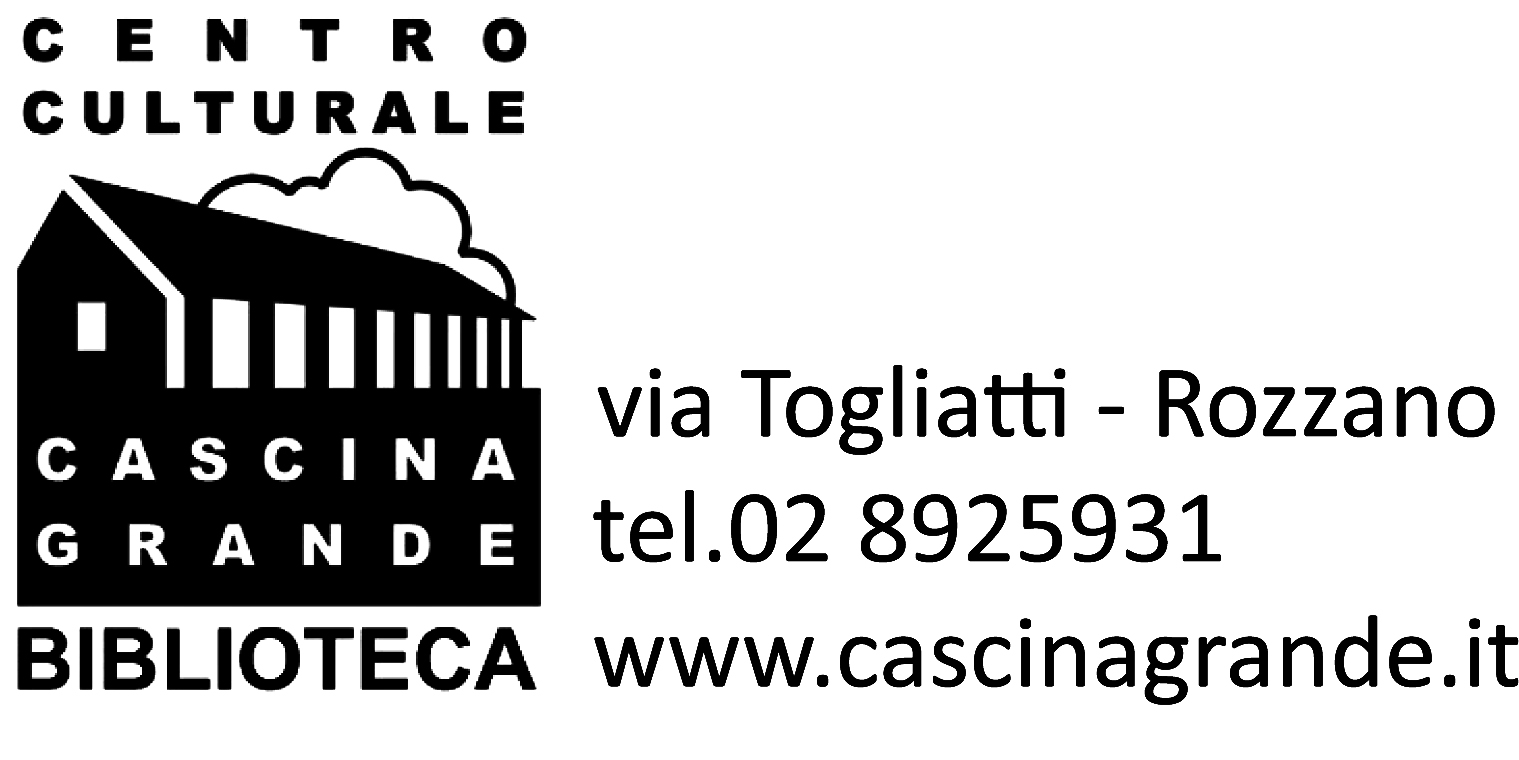 CENTRO
CULTURALE
CASCINA
GRANDE
BIBLIOTECA
via Togliatti - Rozzano
tel.02 8925931
www.cascinagrande.it